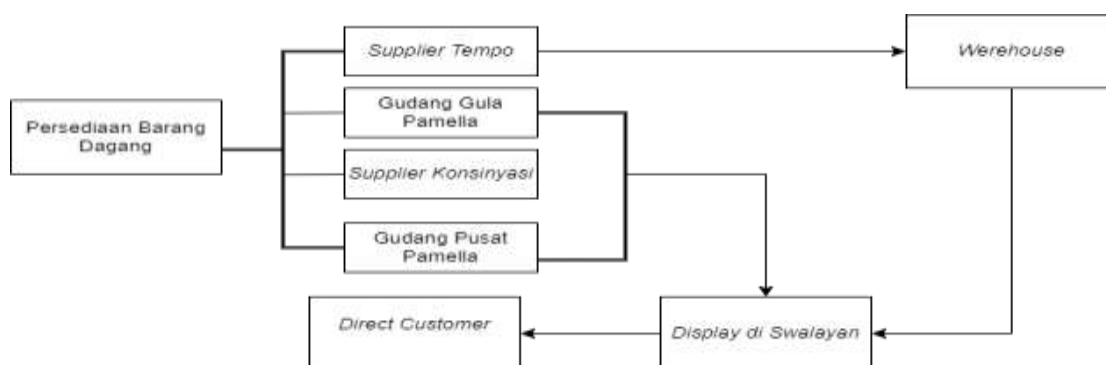 Supplier Tempo
Werehouse
Gudang Gula
Pamella
Persediaan Barang
Dagang
Supplier Konsinyasi
Gudang Pusat
Pamella
Direct Customer
Display di Swalayan